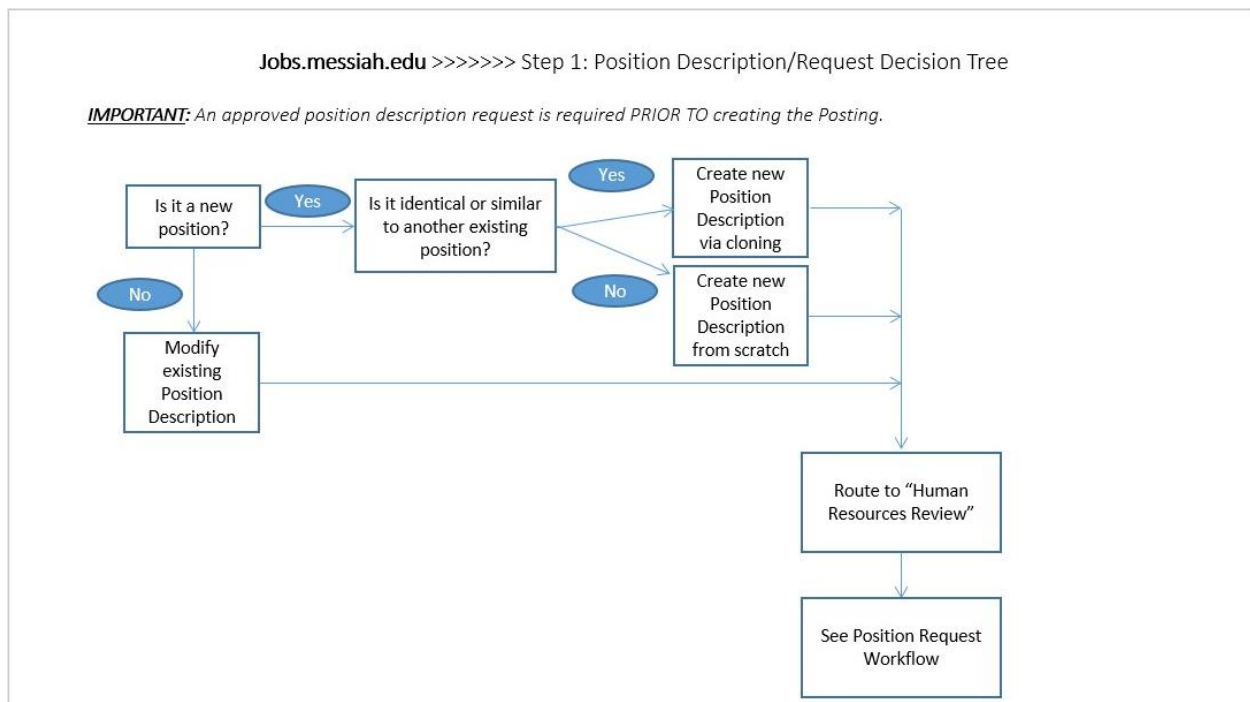 Jobs.messiah.edu >>>>>>> Step 1: Position Description/Request Decision Tree
IMPORTANT: An approved position description request is required PRIOR TO creating the Posting.
Is it a new
position?
Yes
Is it identical or similar
to another existing
position?
Yes
Create new
Position
Description
via cloning
No
Create new
Position
Description
from scratch
No
Modify
existing
Position
Description
Route to “Human
Resources Review”
See Position Request
Workflow